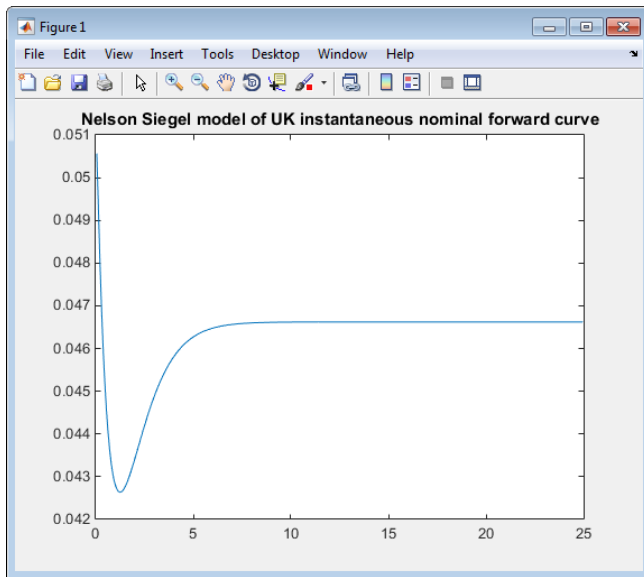 Figure 1
File Edit View Insert Tools Desktop Window Help
Nelson Siegel model of UK instantaneous nominal forward curve
0.051
0.05
0.049
0.048
0.047
0.046
0.045
0.044
0.043
0.042
0 5 10 15 20 25